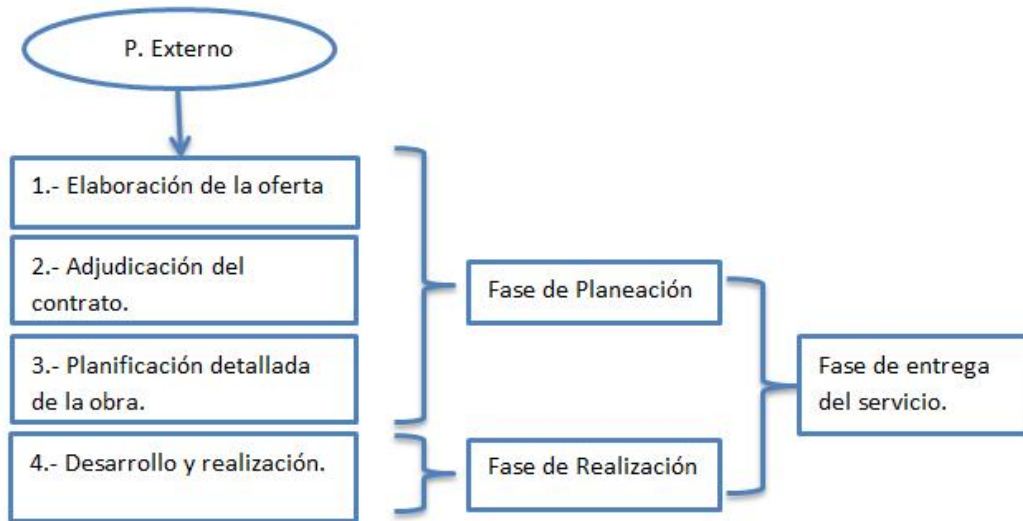 P. Externo
1.- Elaboración de la oferta
2.- Adjudicación del
contrato.
3.- Planificación detallada
de la obra.
4.- Desarrollo y realización.
Fase de Planeación
Fase de Realización
Fase de entrega
del servicio.